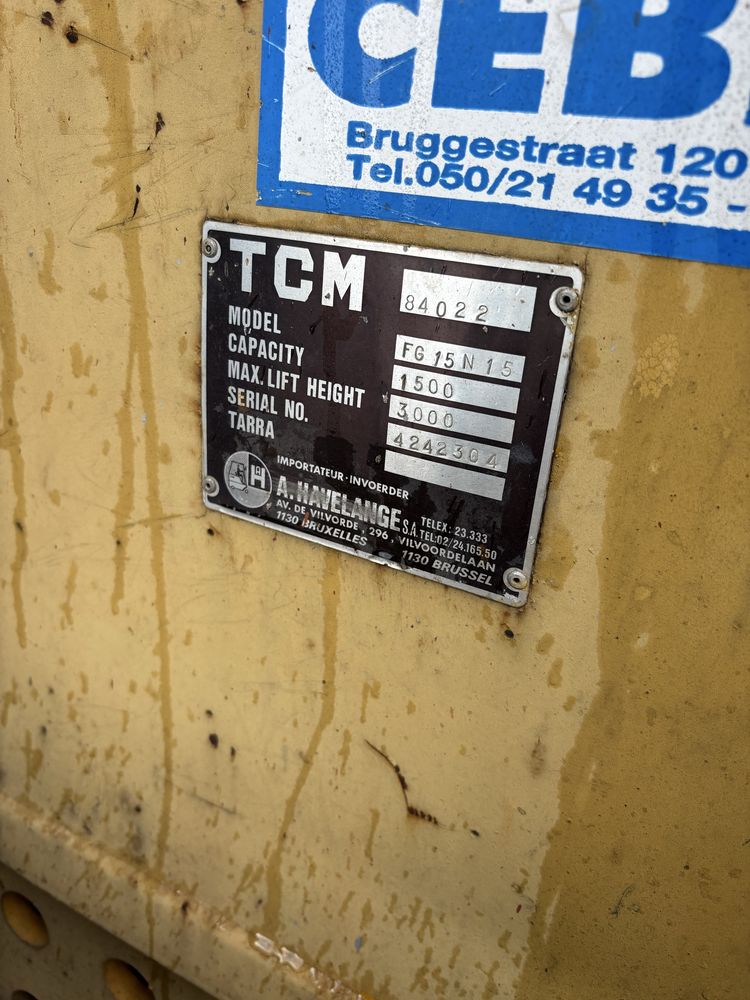 CEB
Bruggestraat 120
Tel.050/21 49 35 -
TCM 84022
MODEL FG 15 N 15
CAPACITY 1500
MAX. LIFT HEIGHT 3000
SERIAL NO. 4242304
TARRA
H
IMPORTATEUR-INVOERDER
A. HAVELANGE S.A. TELEX: 23.333
TEL:02/24.165.50
AV. DE VILVORDE, 296, VILVOORDELAAN
1130 BRUXELLES - 1130 BRUSSEL